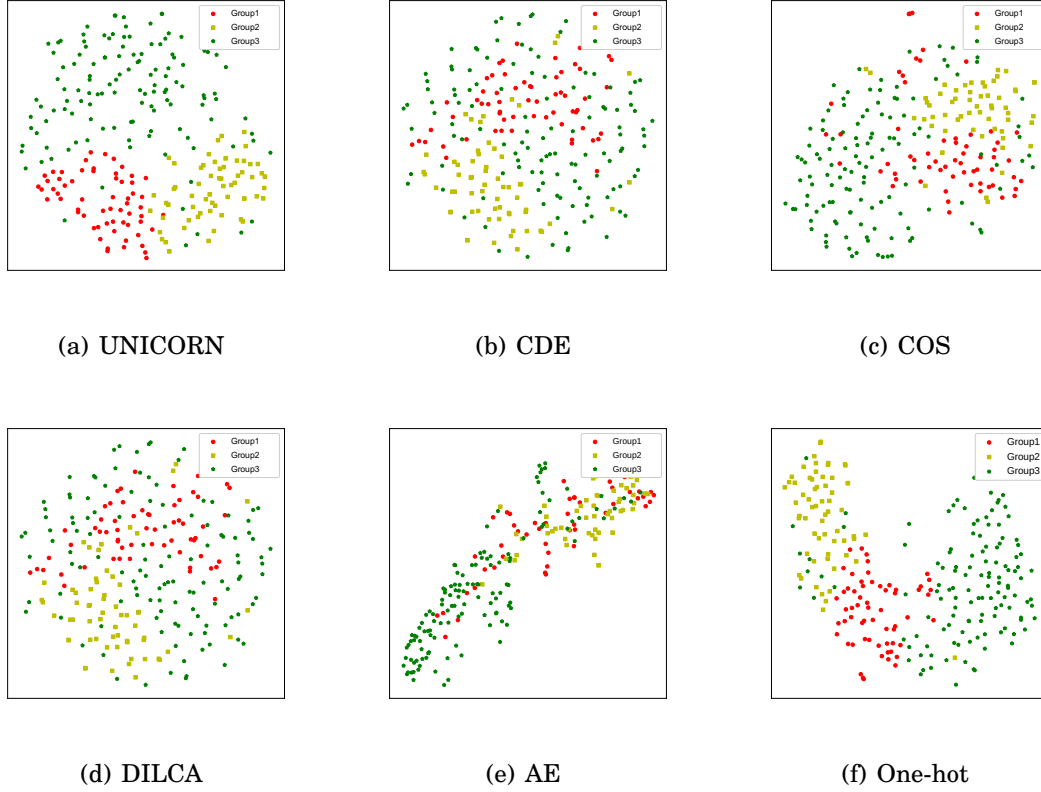 Group1
Group2
Group3
Group1
Group2
Group3
Group1
Group2
Group3
(a) UNICORN
(b) CDE
(c) COS
Group1
Group2
Group3
Group1
Group2
Group3
Group1
Group2
Group3
(d) DILCA
(e) AE
(f) One-hot